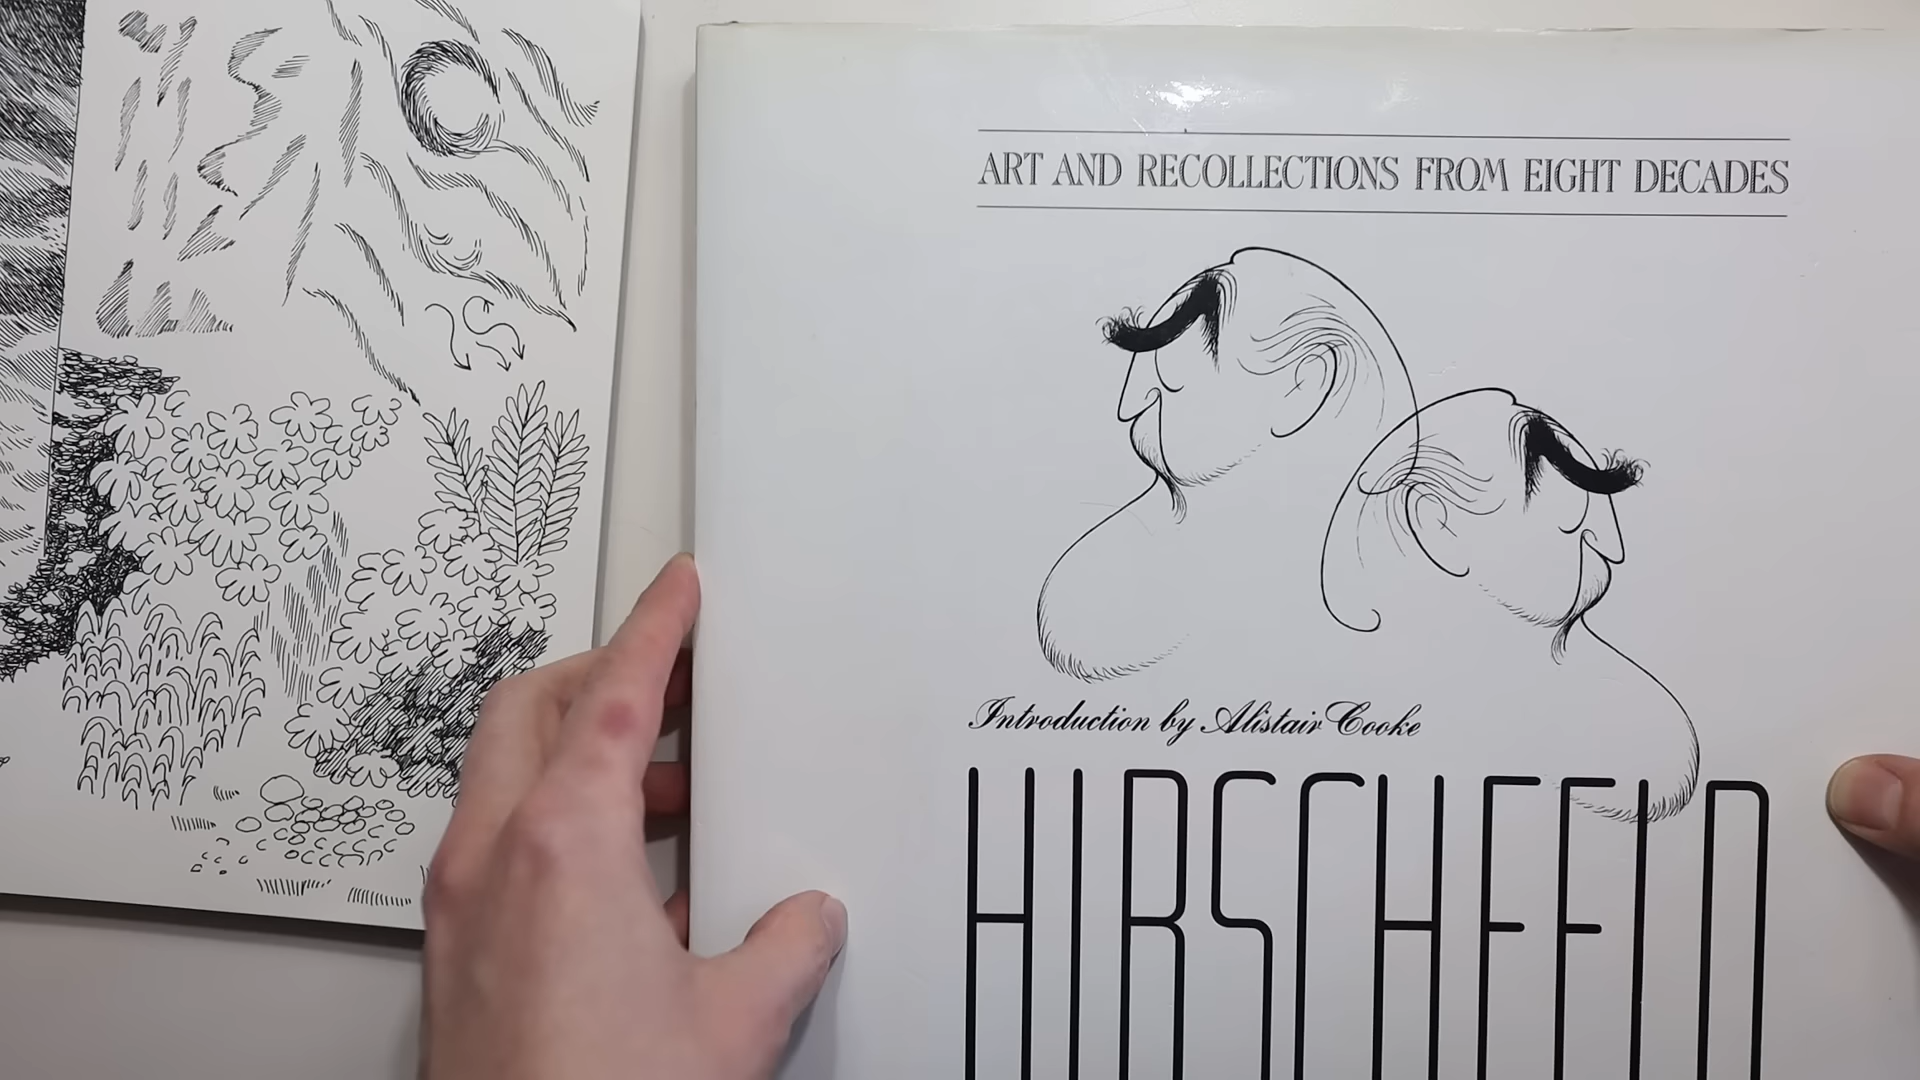 ART AND RECOLLECTIONS FROM EIGHT DECADES
Introduction by Alistair Cooke
HIRSCHFELD